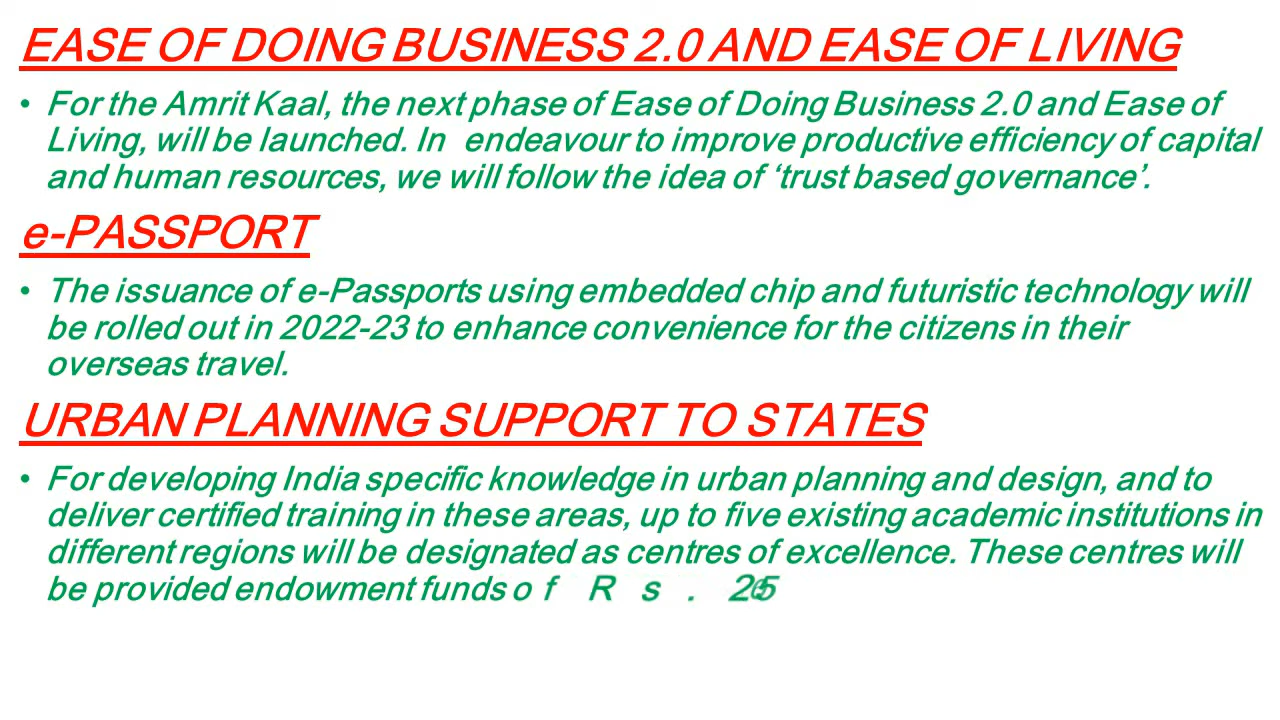 EASE OF DOING BUSINESS 2.0 AND EASE OF LIVING
• For the Amrit Kaal, the next phase of Ease of Doing Business 2.0 and Ease of
Living, will be launched. In endeavour to improve productive efficiency of capital
and human resources, we will follow the idea of ‘trust based governance’.
e-PASSPORT
• The issuance of e-Passports using embedded chip and futuristic technology will
be rolled out in 2022-23 to enhance convenience for the citizens in their
overseas travel.
URBAN PLANNING SUPPORT TO STATES
• For developing India specific knowledge in urban planning and design, and to
deliver certified training in these areas, up to five existing academic institutions in
different regions will be designated as centres of excellence. These centres will
be provided endowment funds of Rs.